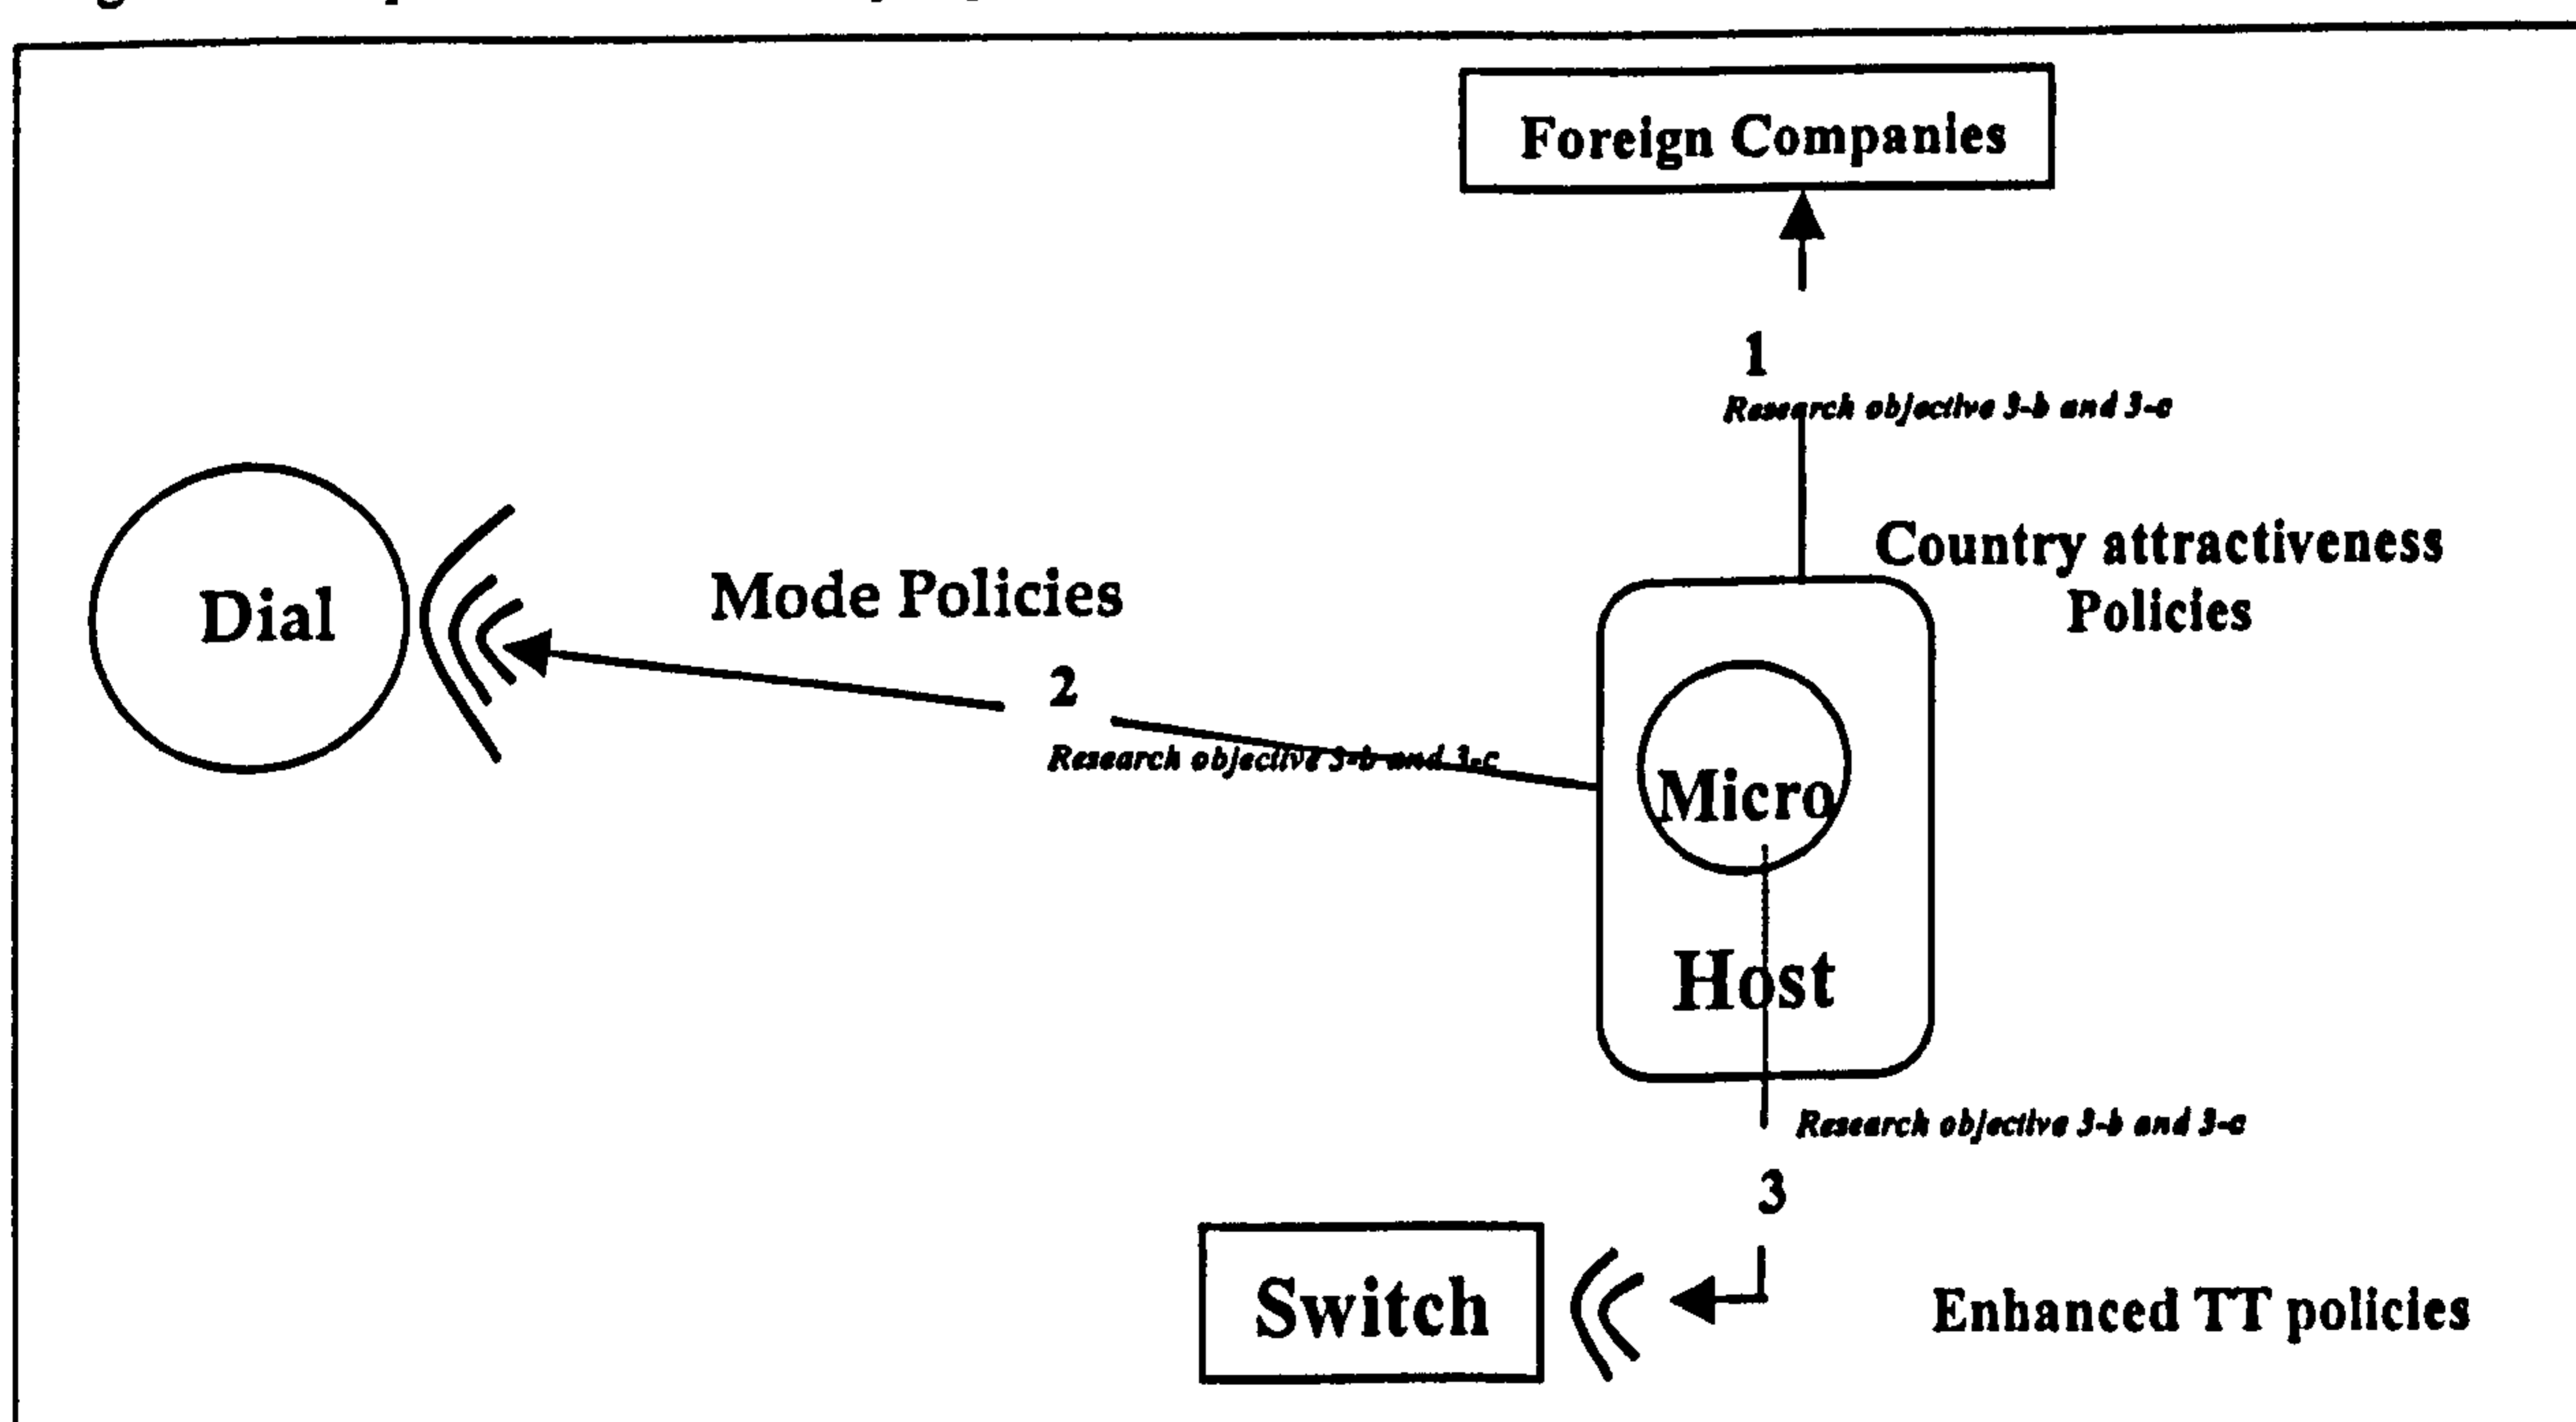 Foreign Companies
1
Research objective 3-b and 3-c
Country attractiveness
Policies
Dial
Mode Policies
2
Research objective 3-b and 3-c
Micro
Host
Research objective 3-b and 3-c
3
Switch
Enhanced TT policies